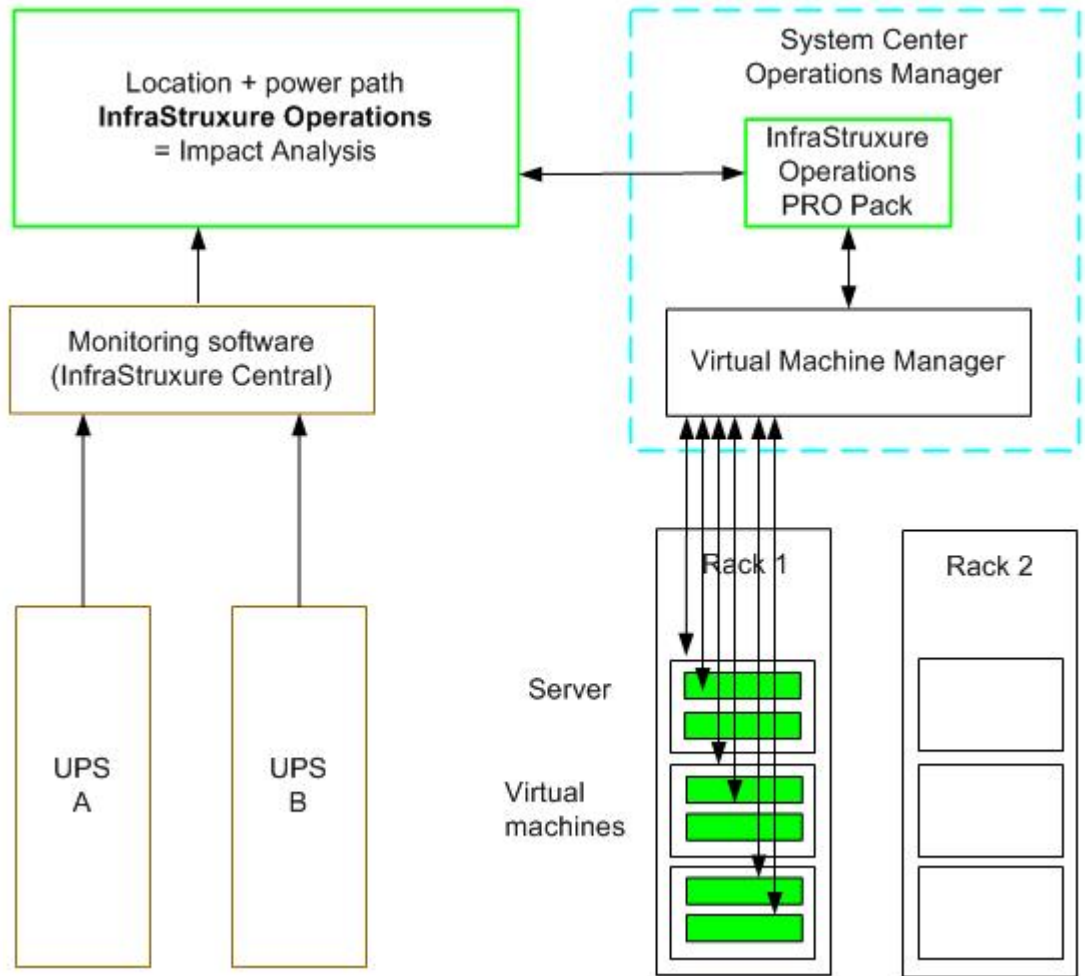 Location + power path
InfraStruxure Operations
= Impact Analysis
System Center
Operations Manager
InfraStruxure
Operations
PRO Pack
Monitoring software
(InfraStruxure Central)
Virtual Machine Manager
Rack 1
Rack 2
Server
Virtual
machines
UPS
A
UPS
B